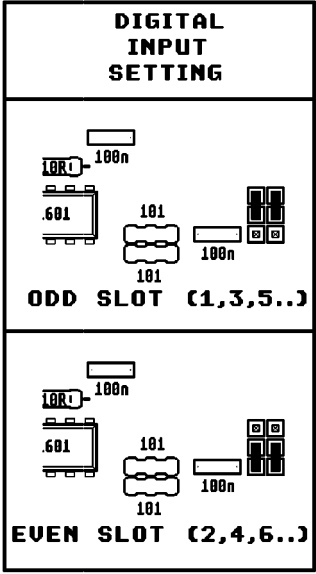 DIGITAL
INPUT
SETTING
100n
10R
.601
101
100n
101
ODD SLOT (1,3,5..)
100n
10R
.601
101
100n
101
EVEN SLOT (2,4,6..)